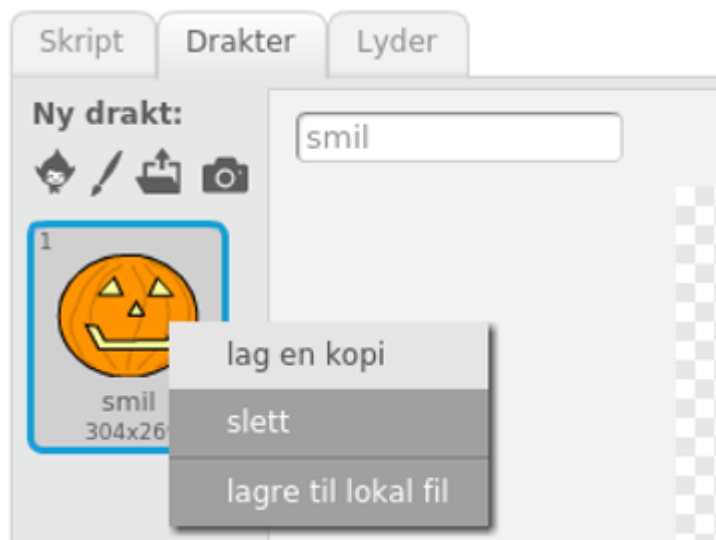 Skript
Drakter
Lyder
Ny drakt:
smil
1
smil
lag en kopi
slett
lagre til lokal fil